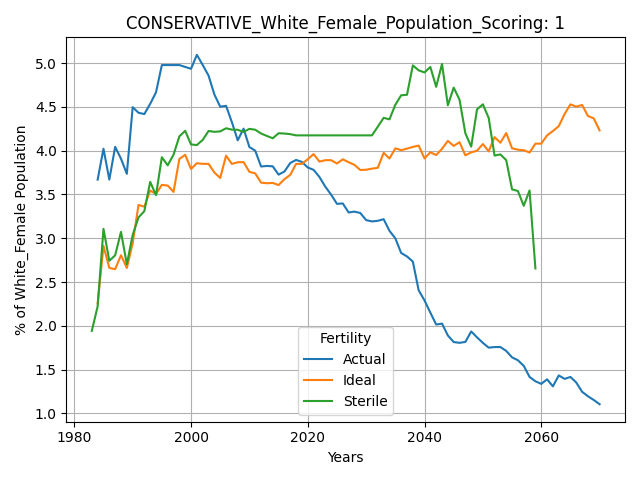 CONSERVATIVE_White_Female_Population_Scoring: 1
% of White_Female Population
5.0
4.5
4.0
3.5
3.0
2.5
2.0
1.5
1.0
Fertility
Actual
Ideal
Sterile
1980
2000
2020
2040
2060
Years